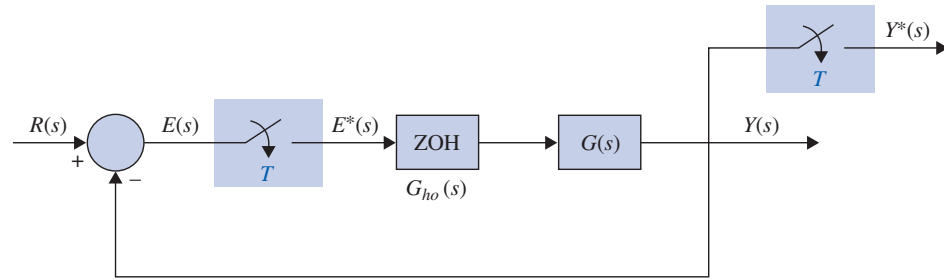 Y*(s)
T
R(s)
E(s)
E*(s)
ZOH
G(s)
Y(s)
+
−
T
G_ho(s)